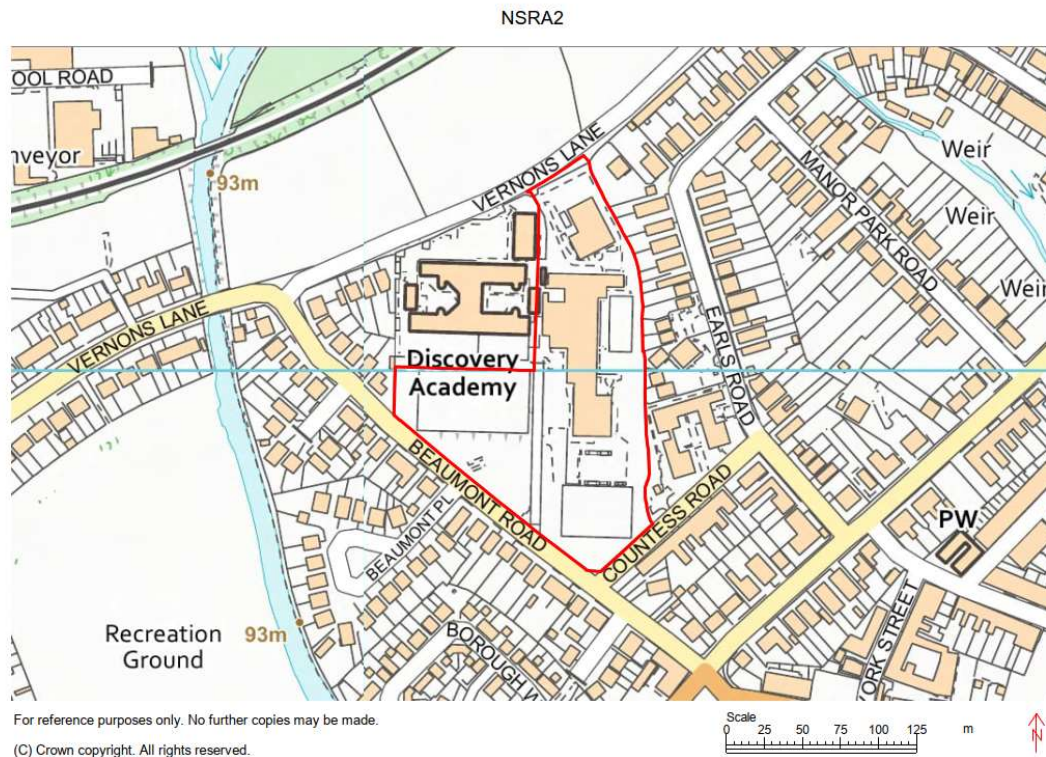 NSRA2
OOL ROAD
nveyor
93m
VERNONS LANE
Weir
MANOR PARK ROAD
Weir
Weir
VERNONS LANE
EARLS ROAD
Discovery
Academy
BEAUMONT ROAD
COUNTESS ROAD
BEAUMONT PL
PW
Recreation
Ground
93m
BOROUGH W
YORK STREET
For reference purposes only. No further copies may be made.
(C) Crown copyright. All rights reserved.
Scale
0 25 50 75 100 125 m
N